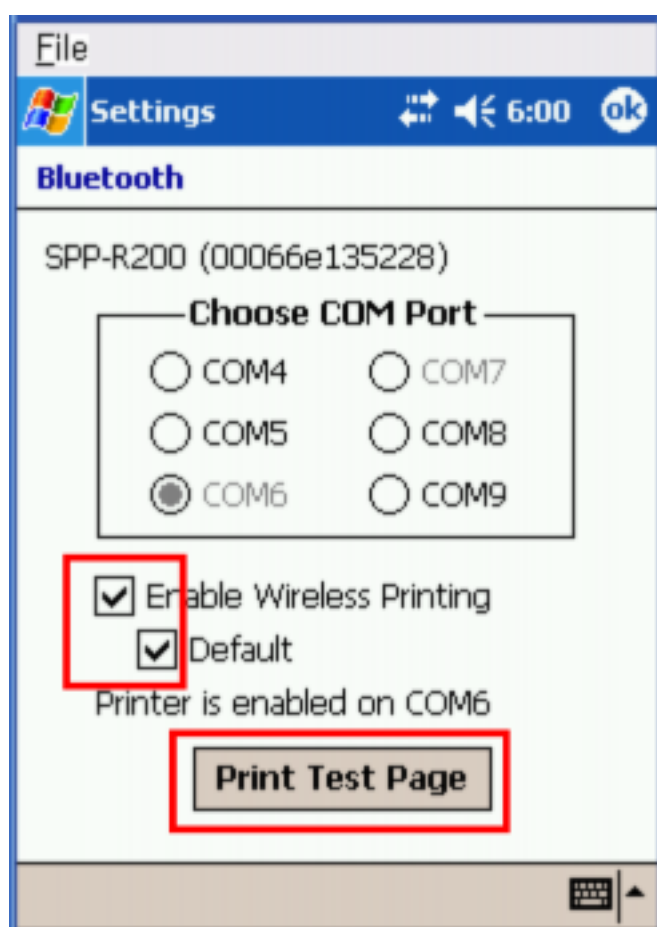 File
Settings 6:00 ok
Bluetooth
SPP-R200 (00066e135228)
Choose COM Port
COM4 COM7
COM5 COM8
COM6 COM9
Enable Wireless Printing
Default
Printer is enabled on COM6
Print Test Page